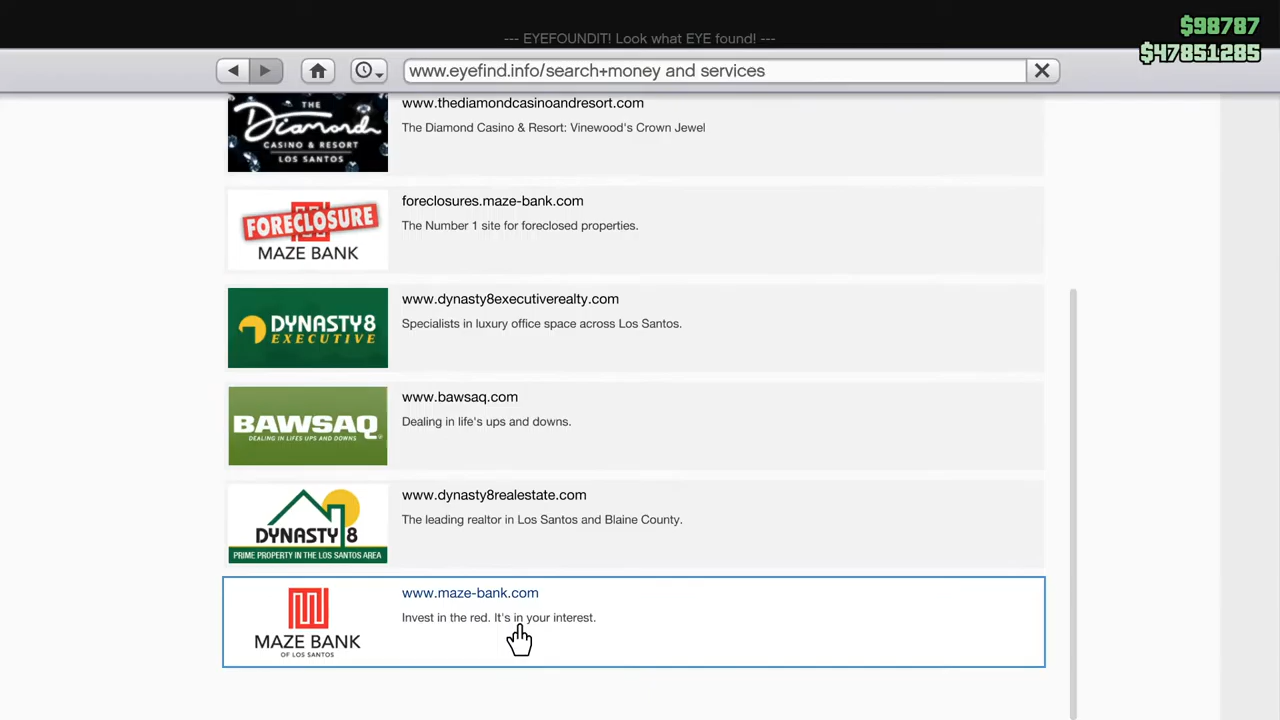 $98787
--- EYEFOUNDIT! Look what EYE found! ---
$47851285
www.eyefind.info/search+money and services
THE
Diamond
CASINO & RESORT
LOS SANTOS
www.thediamondcasinoandresort.com
The Diamond Casino & Resort: Vinewood's Crown Jewel
FORECLOSURE
MAZE BANK
foreclosures.maze-bank.com
The Number 1 site for foreclosed properties.
DYNASTY8
EXECUTIVE
www.dynasty8executiverealty.com
Specialists in luxury office space across Los Santos.
BAWSAQ
DEALING IN LIFES UPS AND DOWNS
www.bawsaq.com
Dealing in life's ups and downs.
DYNASTY 8
PRIME PROPERTY IN THE LOS SANTOS AREA
www.dynasty8realestate.com
The leading realtor in Los Santos and Blaine County.
MAZE BANK
OF LOS SANTOS
www.maze-bank.com
Invest in the red. It's in your interest.